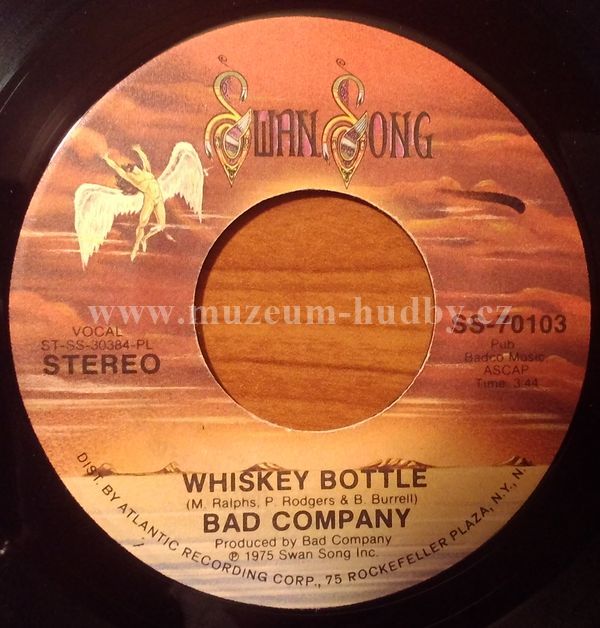 SWAN SONG
www.muzeum-hudby.cz
VOCAL
ST-SS-30384-PL
STEREO
SS-70103
Pub
Badco Music
ASCAP
Time: 3:44
WHISKEY BOTTLE
(M. Ralphs, P. Rodgers & B. Burrell)
BAD COMPANY
Produced by Bad Company
℗ 1975 Swan Song Inc.
DIST. BY ATLANTIC RECORDING CORP., 75 ROCKEFELLER PLAZA, N.Y., N.